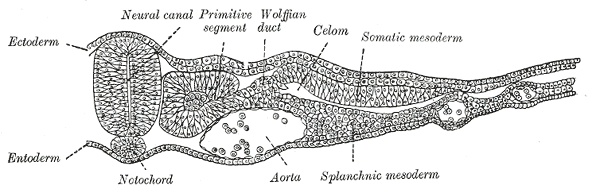 Neural canal Primitive segment Wolffian duct
Ectoderm
Celom
Somatic mesoderm
Entoderm
Notochord
Aorta
Splanchnic mesoderm